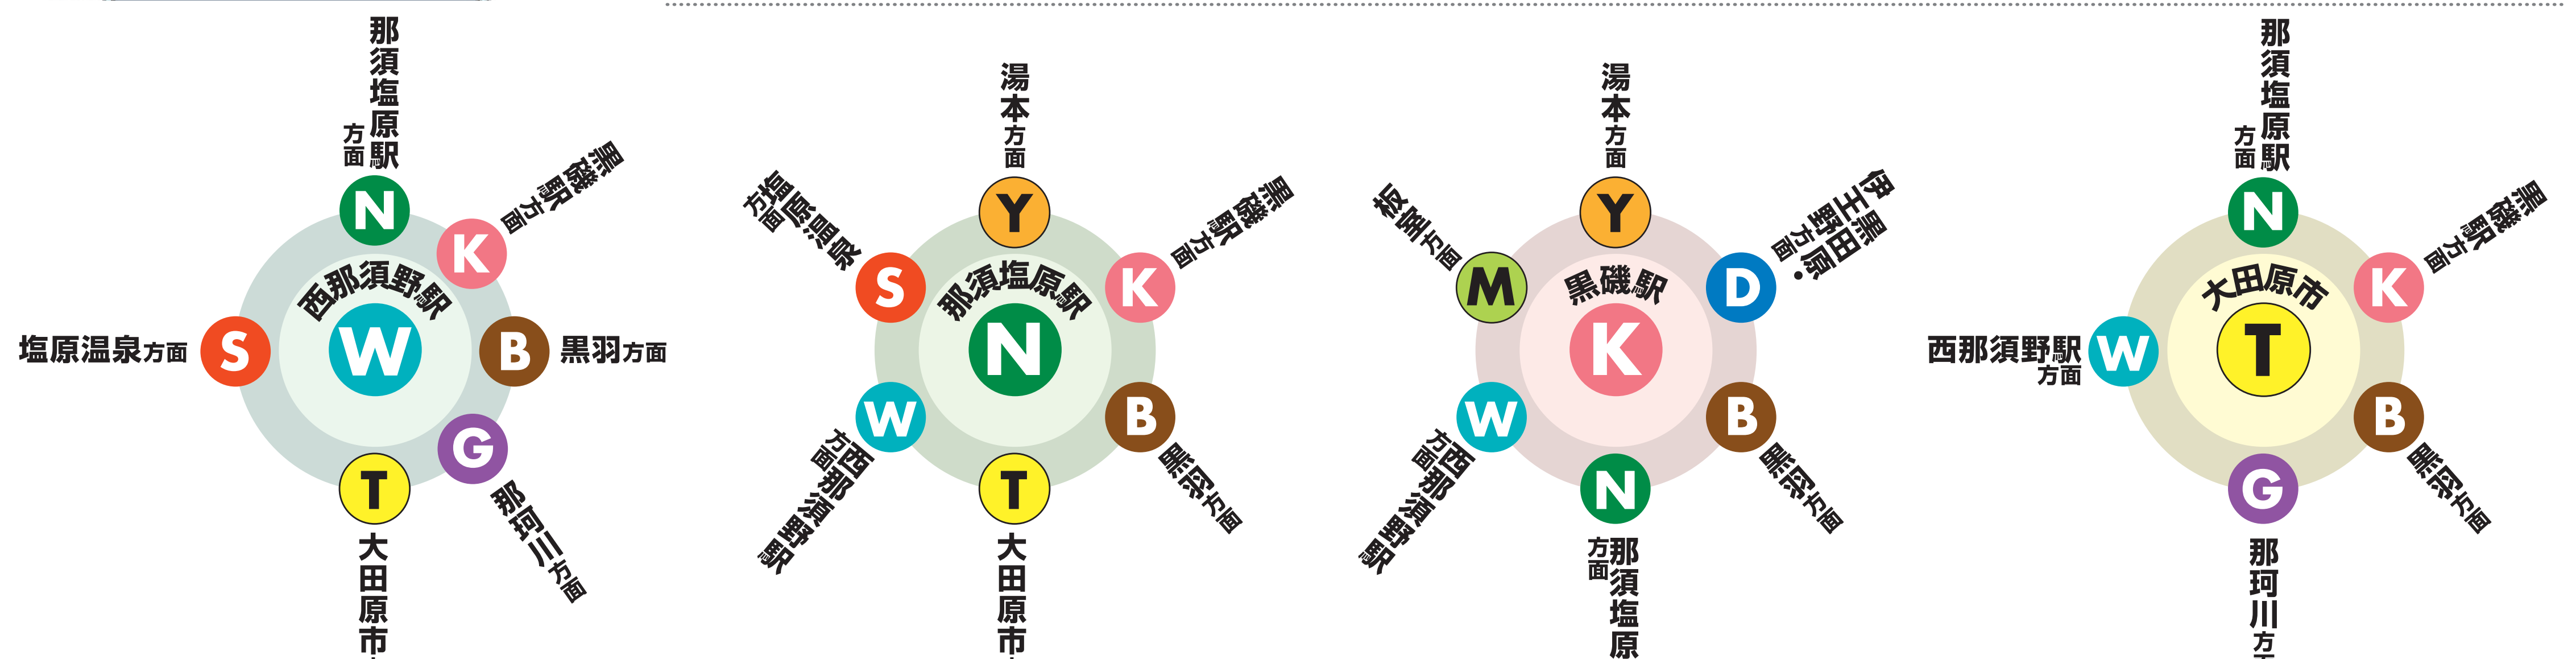 那須塩原駅
方面
N
黒磯駅方面
K
西那須野駅
W
塩原温泉方面
S
B
黒羽方面
G
那珂川方面
T
大田原市
湯本方面
Y
塩原温泉
方面
S
黒磯駅方面
K
那須塩原駅
N
W
西那須野駅
方面
B
黒羽方面
T
大田原市
湯本方面
Y
板室方面
M
伊王野・
黒田原
方面
D
黒磯駅
K
W
西那須野駅
方面
B
黒羽方面
N
那須塩原
方面
那須塩原駅
方面
N
黒磯駅方面
K
大田原市
T
西那須野駅
方面
W
B
黒羽方面
G
那珂川方